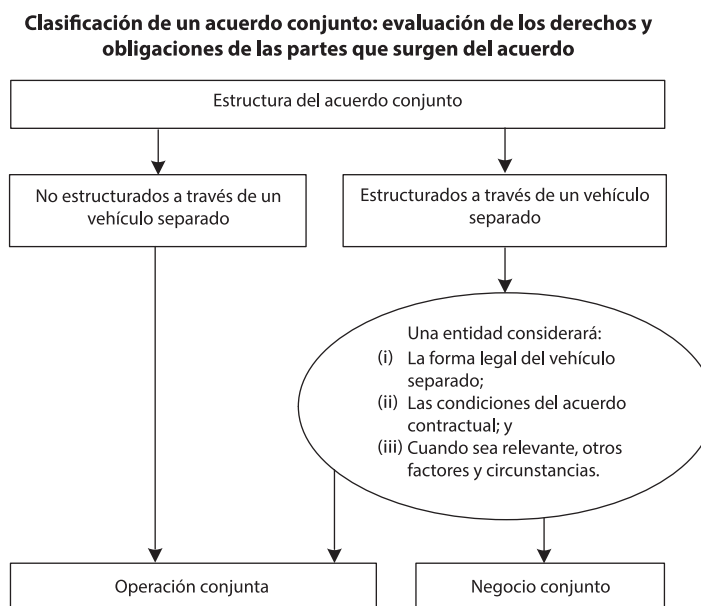 Clasificación de un acuerdo conjunto: evaluación de los derechos y
obligaciones de las partes que surgen del acuerdo
Estructura del acuerdo conjunto
No estructurados a través de un
vehículo separado
Estructurados a través de un vehículo
separado
Una entidad considerará:
(i) La forma legal del vehículo
separado;
(ii) Las condiciones del acuerdo
contractual; y
(iii) Cuando sea relevante, otros
factores y circunstancias.
Operación conjunta
Negocio conjunto